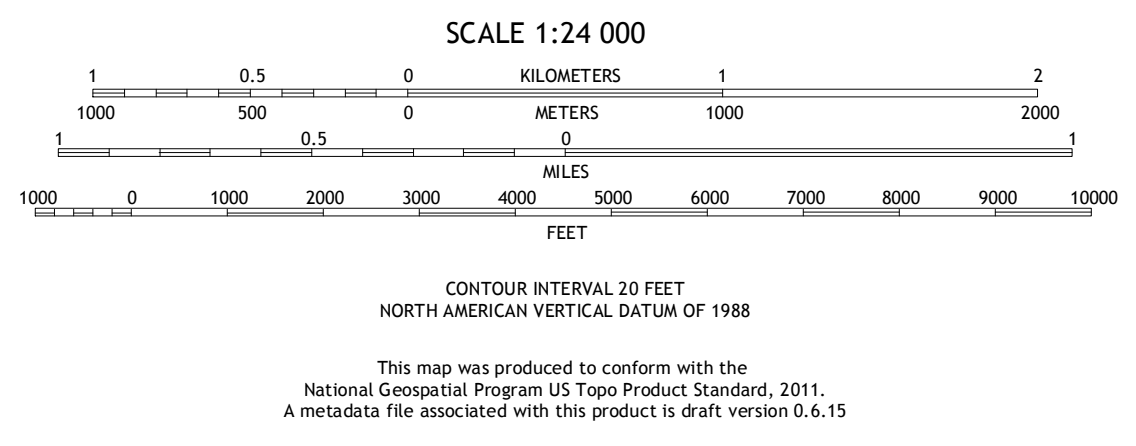 SCALE 1:24 000
1 0.5 0 KILOMETERS 1 2
1000 500 0 METERS 1000 2000
1 0.5 0 1
MILES
1000 0 1000 2000 3000 4000 5000 6000 7000 8000 9000 10000
FEET
CONTOUR INTERVAL 20 FEET
NORTH AMERICAN VERTICAL DATUM OF 1988
This map was produced to conform with the
National Geospatial Program US Topo Product Standard, 2011.
A metadata file associated with this product is draft version 0.6.15